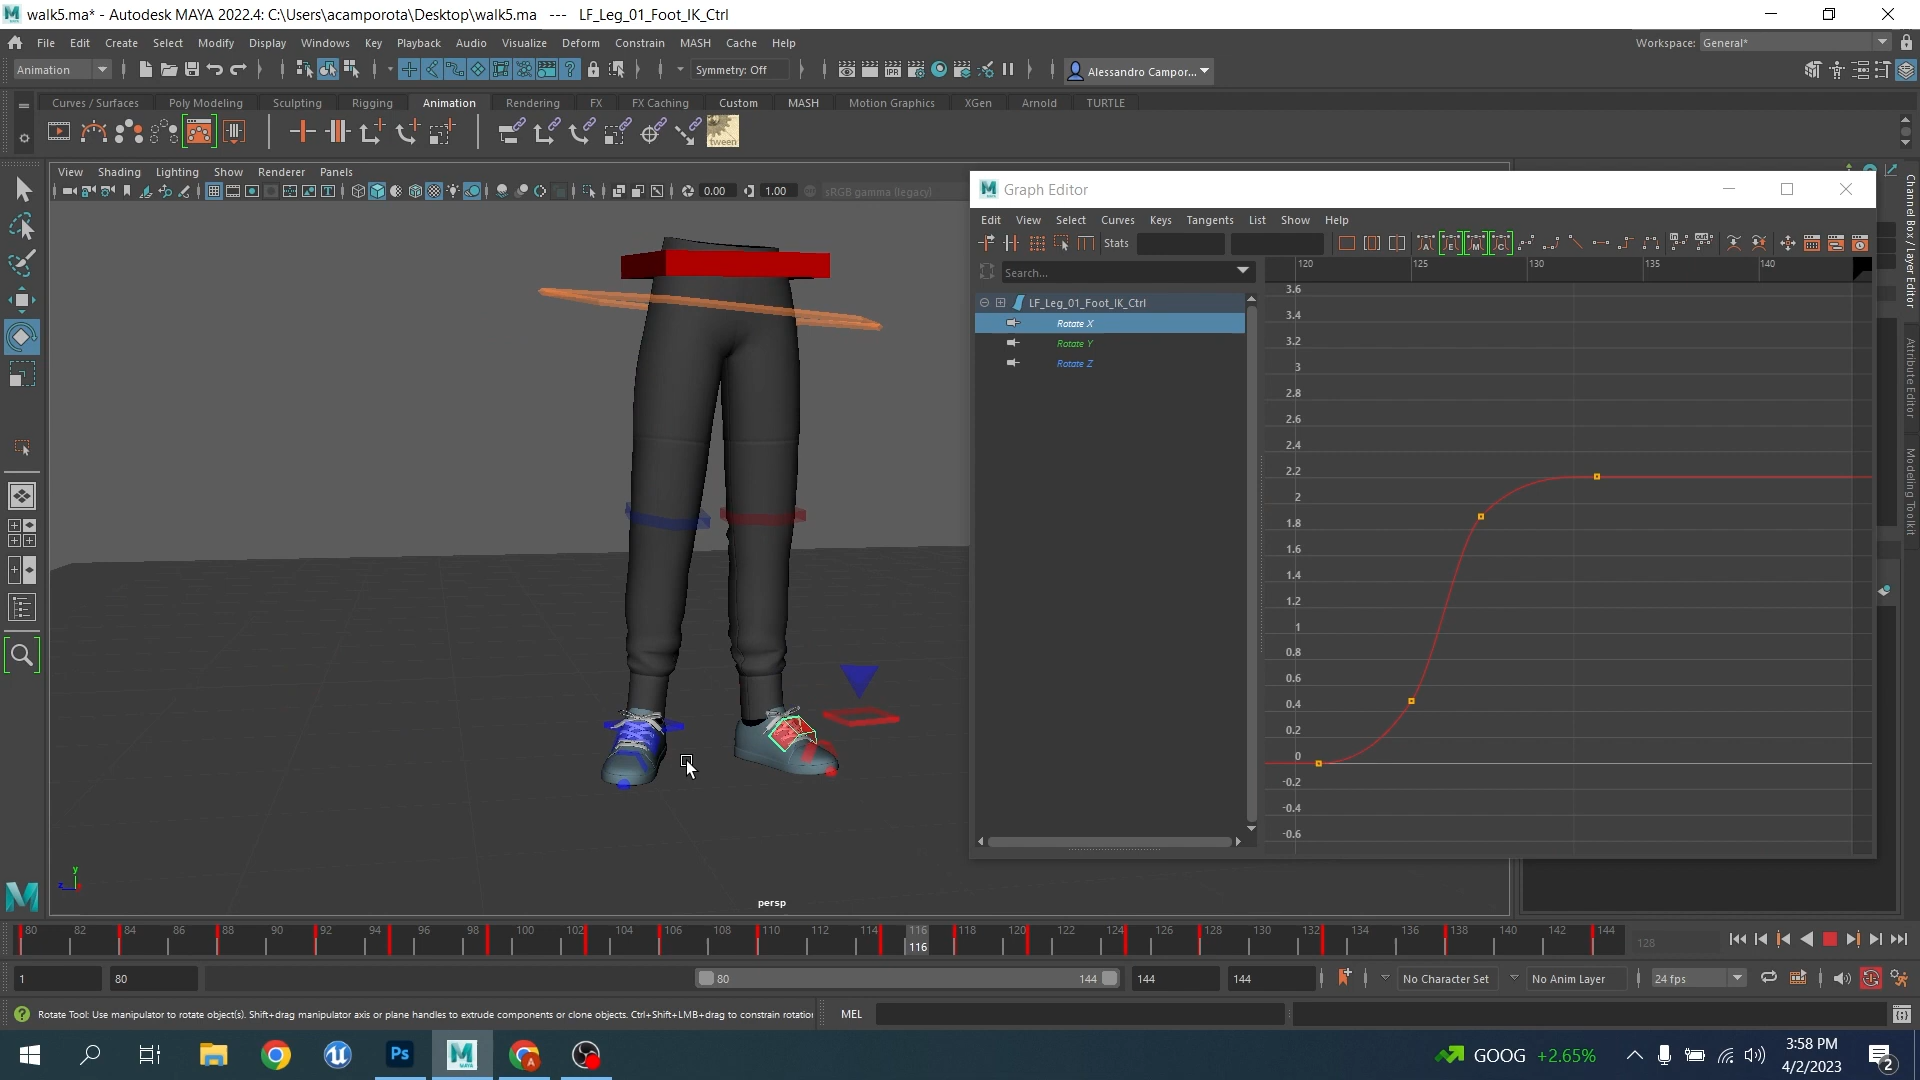 walk5.ma* - Autodesk MAYA 2022.4: C:\Users\acamporota\Desktop\walk5.ma --- LF_Leg_01_Foot_IK_Ctrl
File Edit Create Select Modify Display Windows Key Playback Audio Visualize Deform Constrain MASH Cache Help
Workspace: General*
Animation
Symmetry: Off
IPR
Alessandro Campor...
Curves / Surfaces Poly Modeling Sculpting Rigging Animation Rendering FX FX Caching Custom MASH Motion Graphics XGen Arnold TURTLE
tween
View Shading Lighting Show Renderer Panels
0.00 1.00 sRGB gamma (legacy)
Graph Editor
Edit View Select Curves Keys Tangents List Show Help
Stats
Search...
120 125 130 135 140
LF_Leg_01_Foot_IK_Ctrl
Rotate X
Rotate Y
Rotate Z
3.6
3.4
3.2
3
2.8
2.6
2.4
2.2
2
1.8
1.6
1.4
1.2
1
0.8
0.6
0.4
0.2
0
-0.2
-0.4
-0.6
Channel Box / Layer Editor
Attribute Editor
Modeling Toolkit
y
z
persp
80 82 84 86 88 90 92 94 96 98 100 102 104 106 108 110 112 114 116 118 120 122 124 126 128 130 132 134 136 138 140 142 144
116
128
1 80 80 144 144 144 No Character Set No Anim Layer 24 fps
Rotate Tool: Use manipulator to rotate object(s). Shift+drag manipulator axis or plane handles to extrude components or clone objects. Ctrl+Shift+LMB+drag to constrain rotatio
MEL
Ps
MAYA
A
GOOG +2.65%
3:58 PM
4/2/2023
2